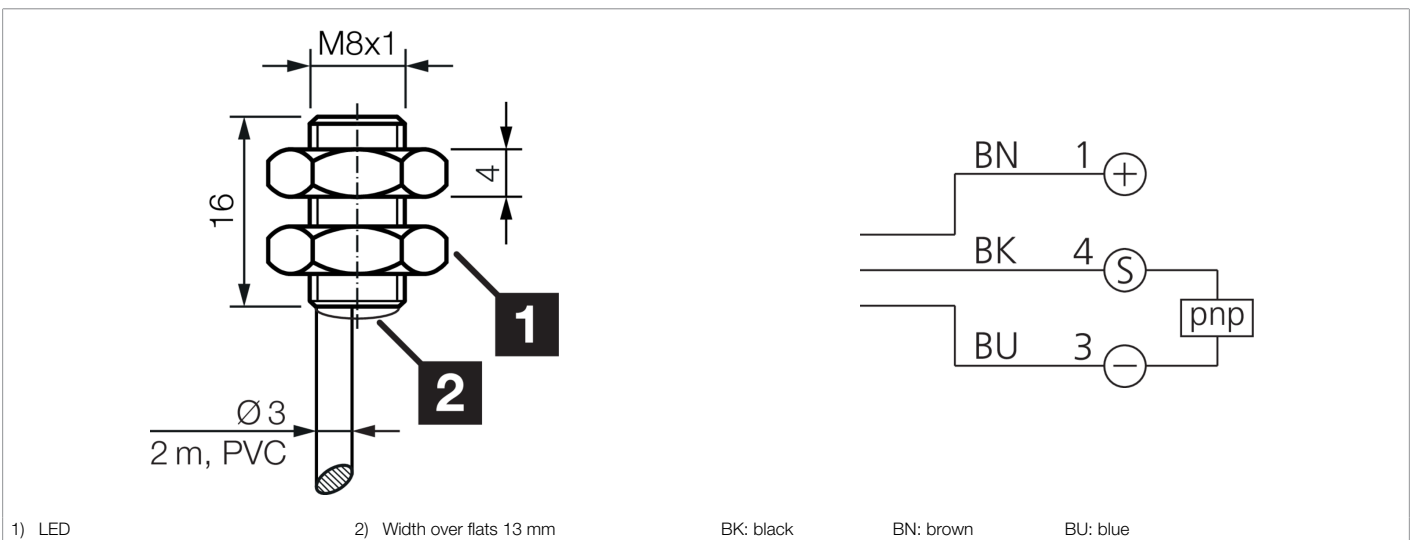 M8x1
4
16
1
2
Ø 3
2 m, PVC
BN 1 +
BK 4 S
pnp
BU 3 −
1) LED 2) Width over flats 13 mm BK: black BN: brown BU: blue